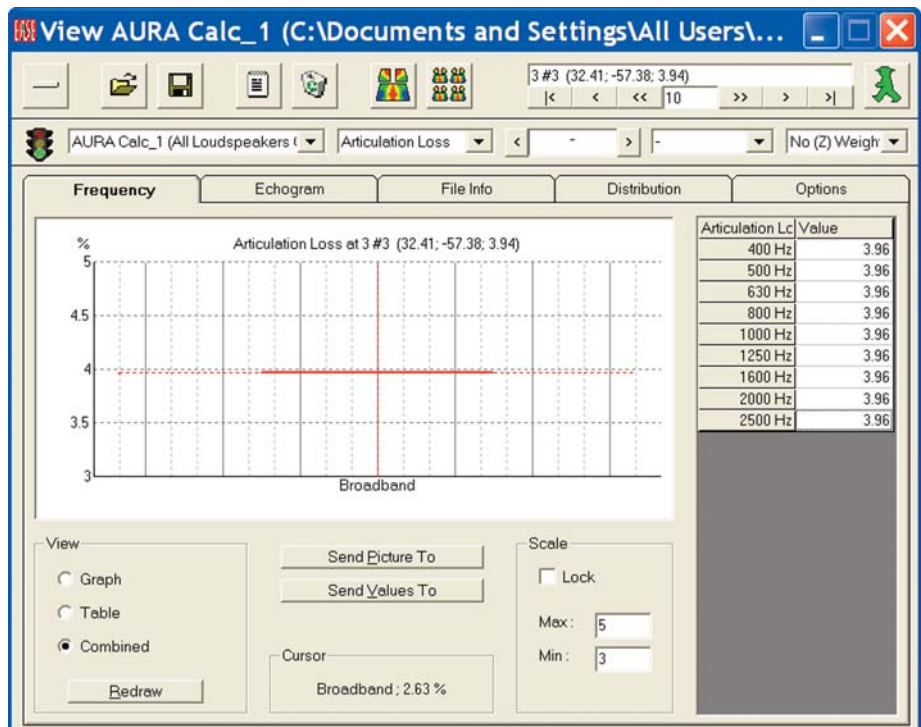 EASE View AURA Calc_1 (C:\Documents and Settings\All Users\...
3 #3 (32.41; -57.38; 3.94)
|< < << 10 >> > >|
AURA Calc_1 (All Loudspeakers ( Articulation Loss < - > - No (Z) Weigh
Frequency Echogram File Info Distribution Options
% Articulation Loss at 3 #3 (32.41; -57.38; 3.94)
5
4.5
4
3.5
3
Broadband
Articulation Lc Value
400 Hz 3.96
500 Hz 3.96
630 Hz 3.96
800 Hz 3.96
1000 Hz 3.96
1250 Hz 3.96
1600 Hz 3.96
2000 Hz 3.96
2500 Hz 3.96
View
Graph
Table
Combined
Redraw
Send Picture To
Send Values To
Cursor
Broadband ; 2.63 %
Scale
Lock
Max : 5
Min : 3